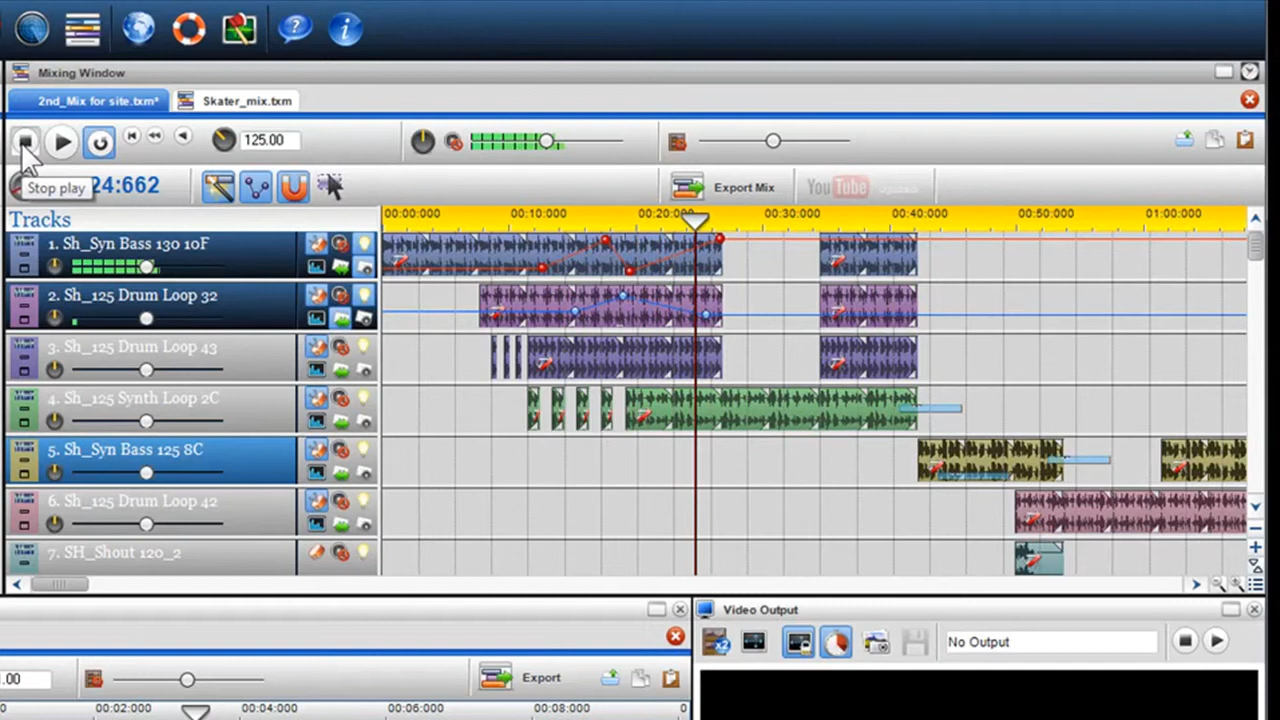 Mixing Window
2nd_Mix for site.txm* Skater_mix.txm
125.00
Stop play
24:662
Export Mix
You Tube
Tracks
00:00:000 00:10:000 00:20:000 00:30:000 00:40:000 00:50:000 01:00:000
1. Sh_Syn Bass 130 10F
2. Sh_125 Drum Loop 32
3. Sh_125 Drum Loop 43
4. Sh_125 Synth Loop 2C
5. Sh_Syn Bass 125 8C
6. Sh_125 Drum Loop 42
7. SH_Shout 120_2
Video Output
x2
No Output
.00
Export
00:02:000 00:04:000 00:06:000 00:08:000 0